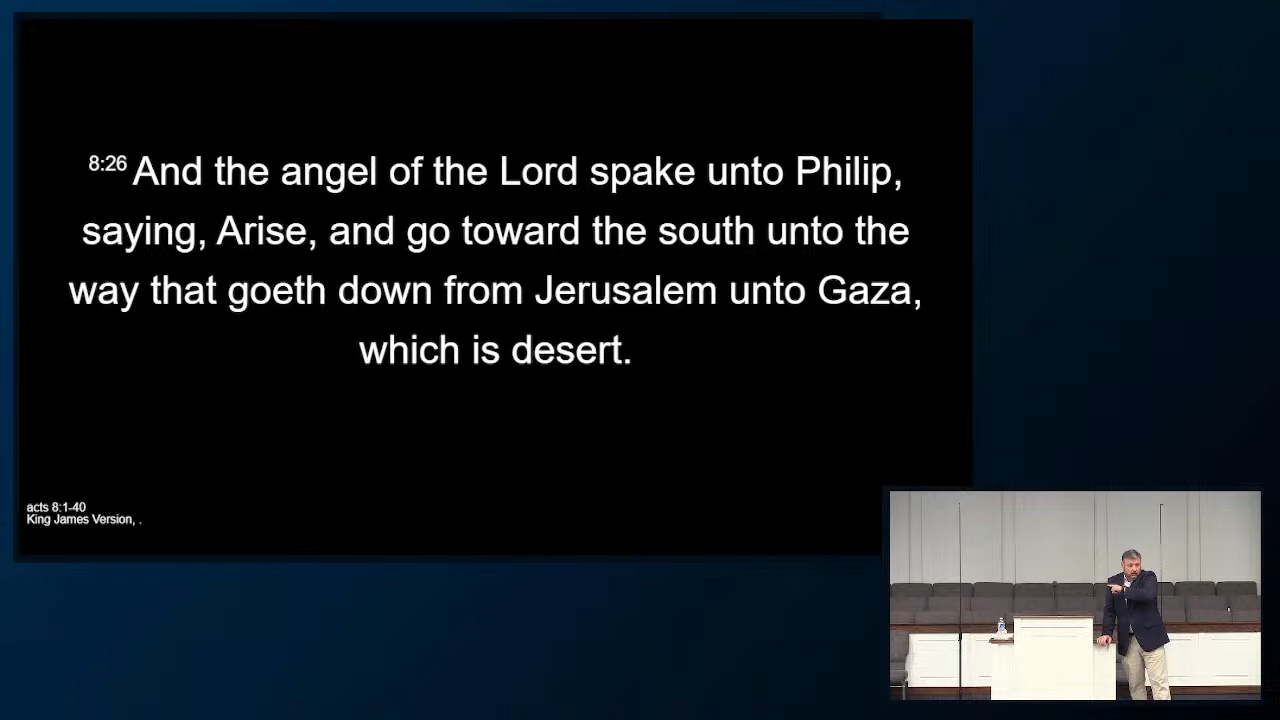 8:26 And the angel of the Lord spake unto Philip,
saying, Arise, and go toward the south unto the
way that goeth down from Jerusalem unto Gaza,
which is desert.
acts 8:1-40
King James Version, .